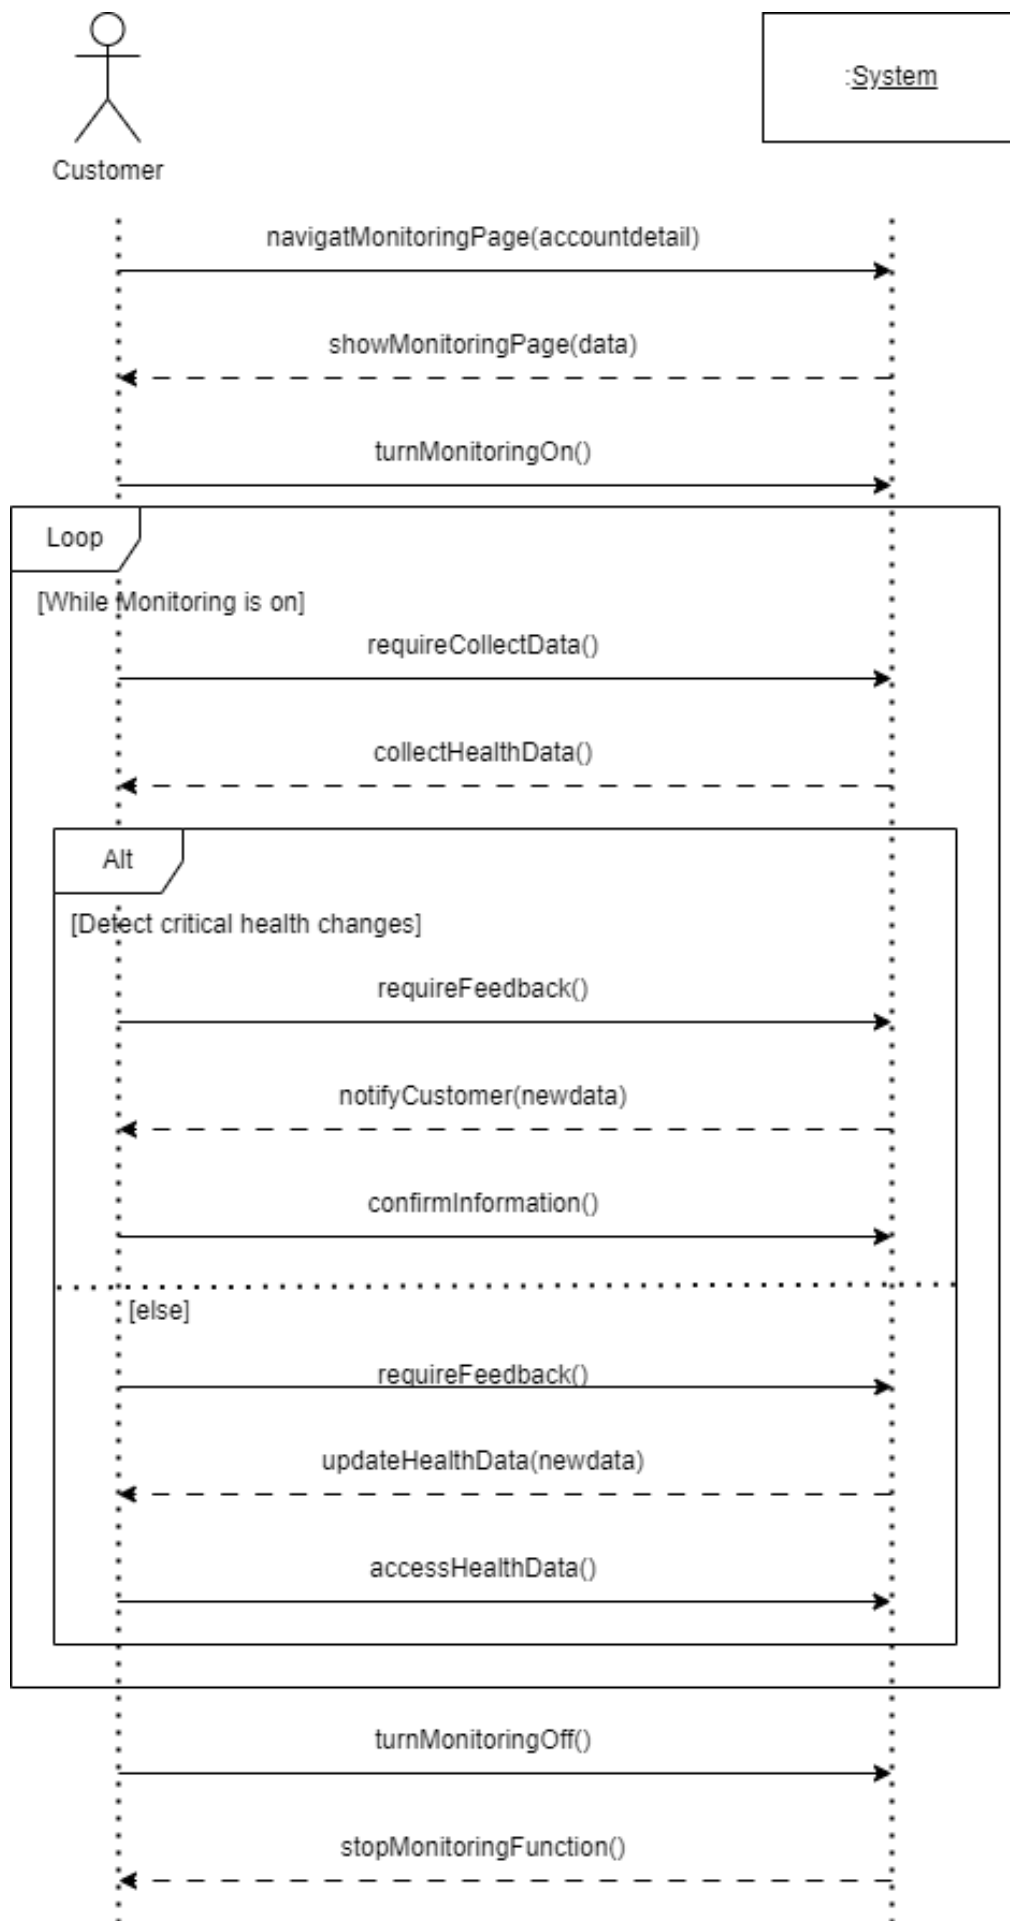 Customer
:System
navigatMonitoringPage(accountdetail)
showMonitoringPage(data)
turnMonitoringOn()
Loop
[While Monitoring is on]
requireCollectData()
collectHealthData()
Alt
[Detect critical health changes]
requireFeedback()
notifyCustomer(newdata)
confirmInformation()
[else]
requireFeedback()
updateHealthData(newdata)
accessHealthData()
turnMonitoringOff()
stopMonitoringFunction()